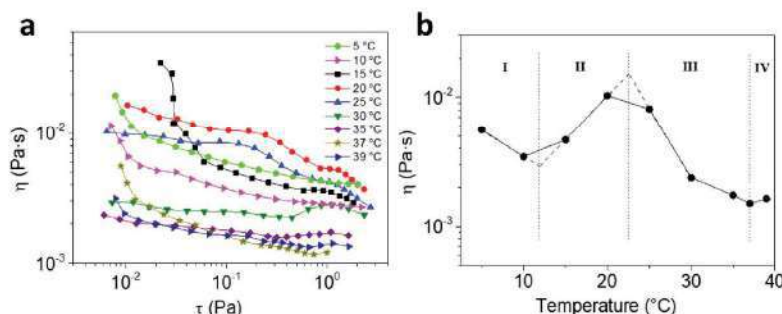 a
η (Pa·s)
10⁻²
10⁻³
10⁻² 10⁻¹ 10⁰
τ (Pa)
5 °C
10 °C
15 °C
20 °C
25 °C
30 °C
35 °C
37 °C
39 °C
b
η (Pa·s)
10⁻²
10⁻³
I II III IV
10 20 30 40
Temperature (°C)